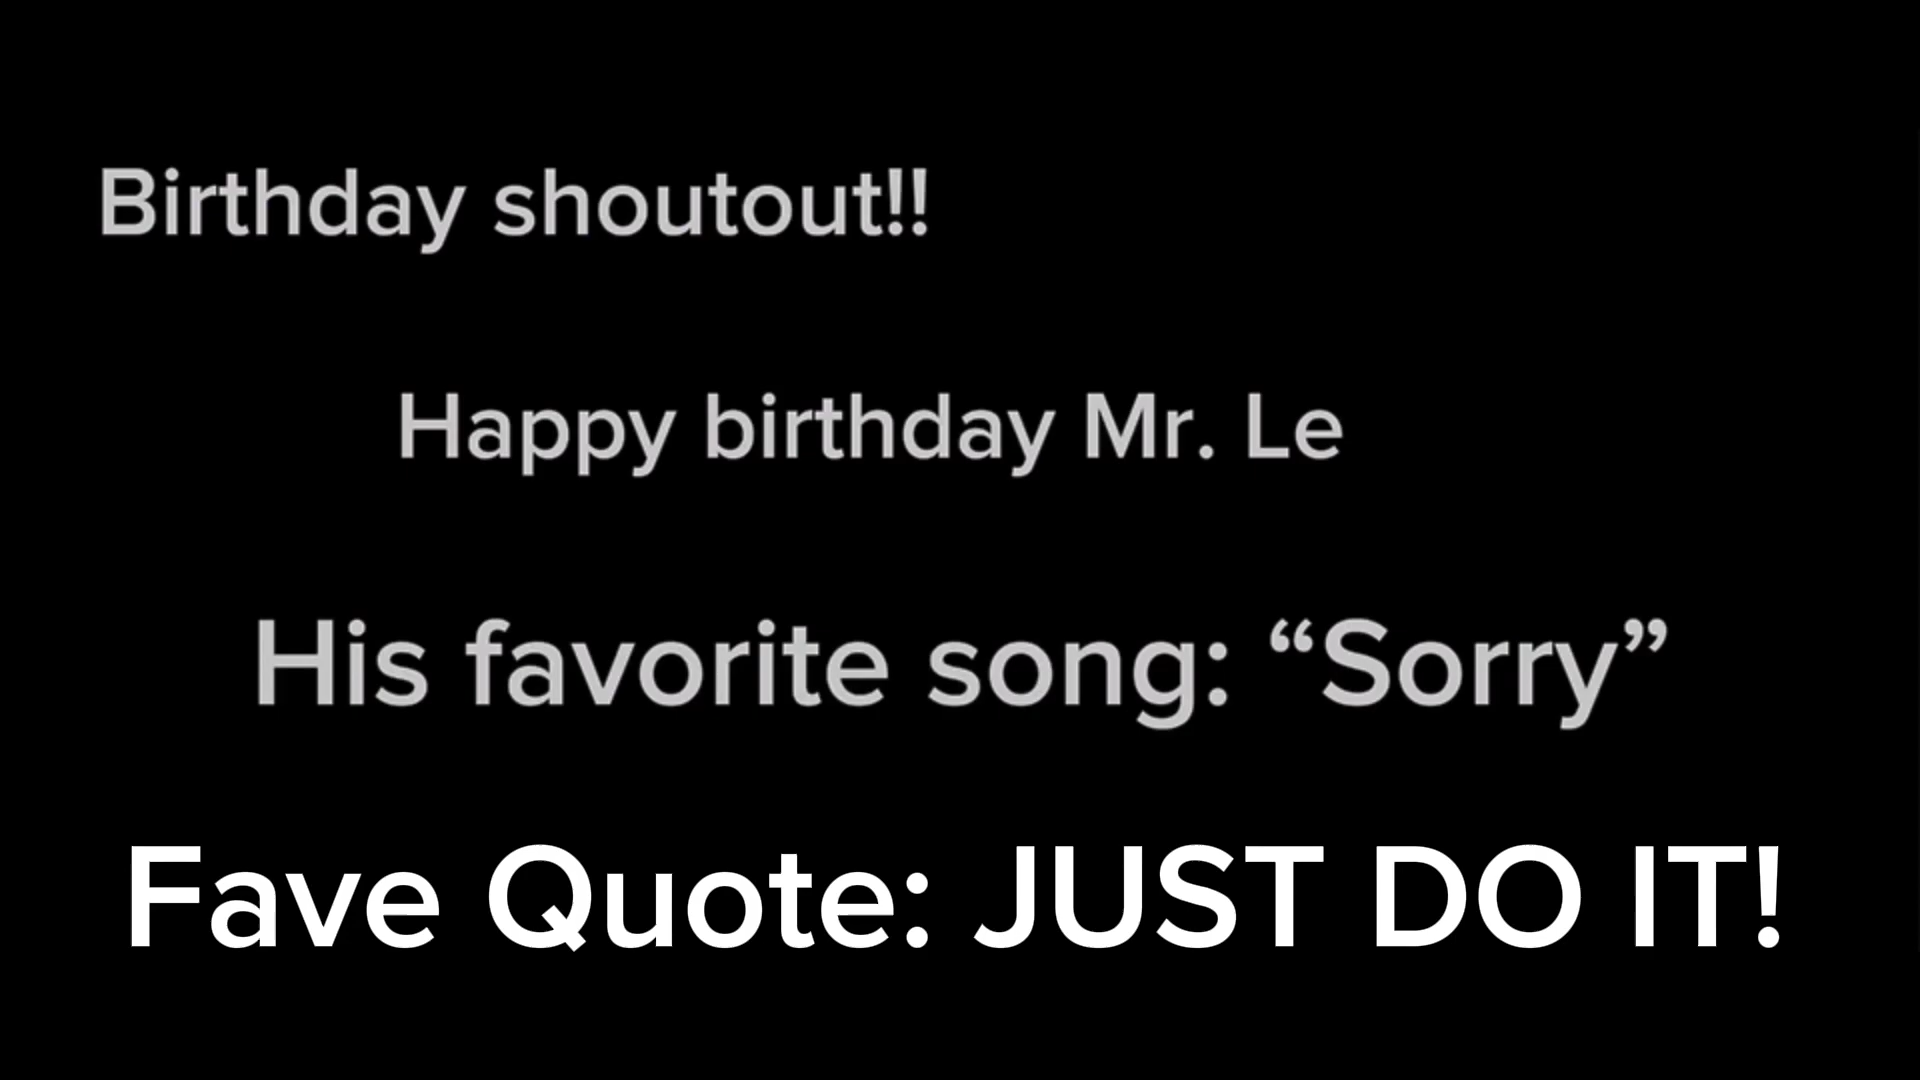 Birthday shoutout!!
Happy birthday Mr. Le
His favorite song: “Sorry”
Fave Quote: JUST DO IT!